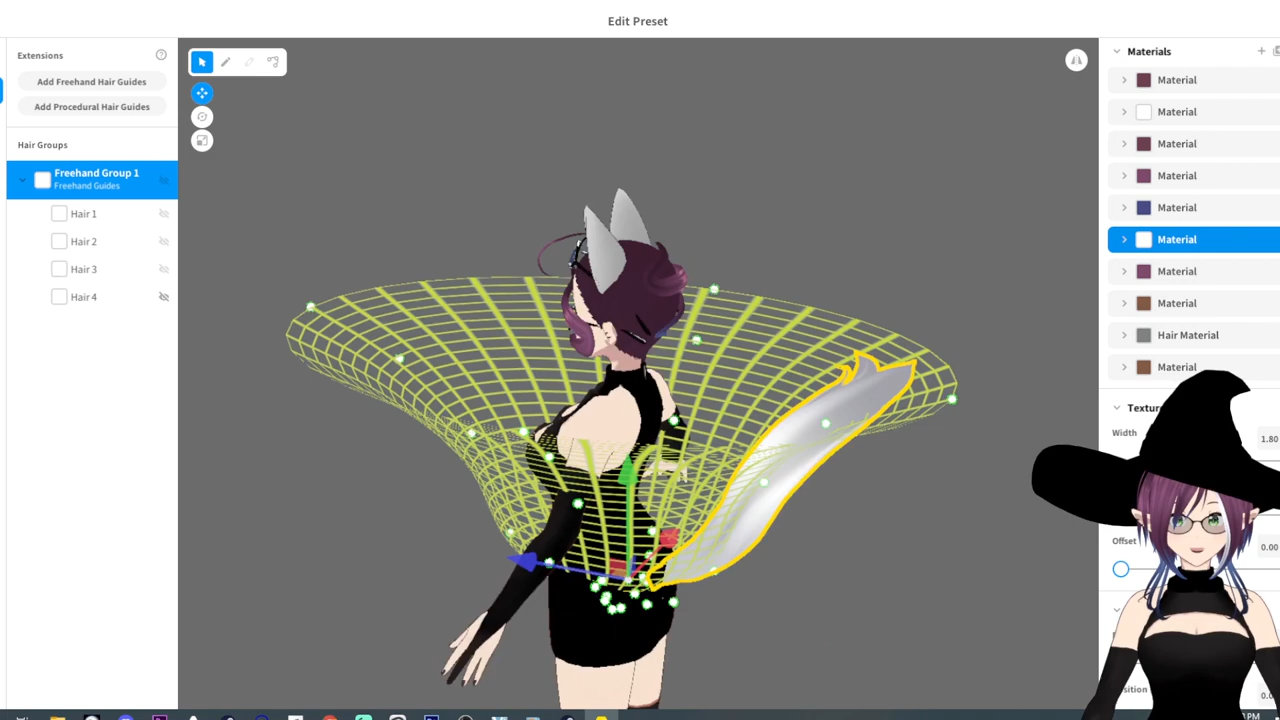 Edit Preset
Extensions
?
Add Freehand Hair Guides
Add Procedural Hair Guides
Hair Groups
Freehand Group 1
Freehand Guides
Hair 1
Hair 2
Hair 3
Hair 4
Materials
Material
Material
Material
Material
Material
Material
Material
Material
Hair Material
Material
Width
1.80
Offset
0.00
PM